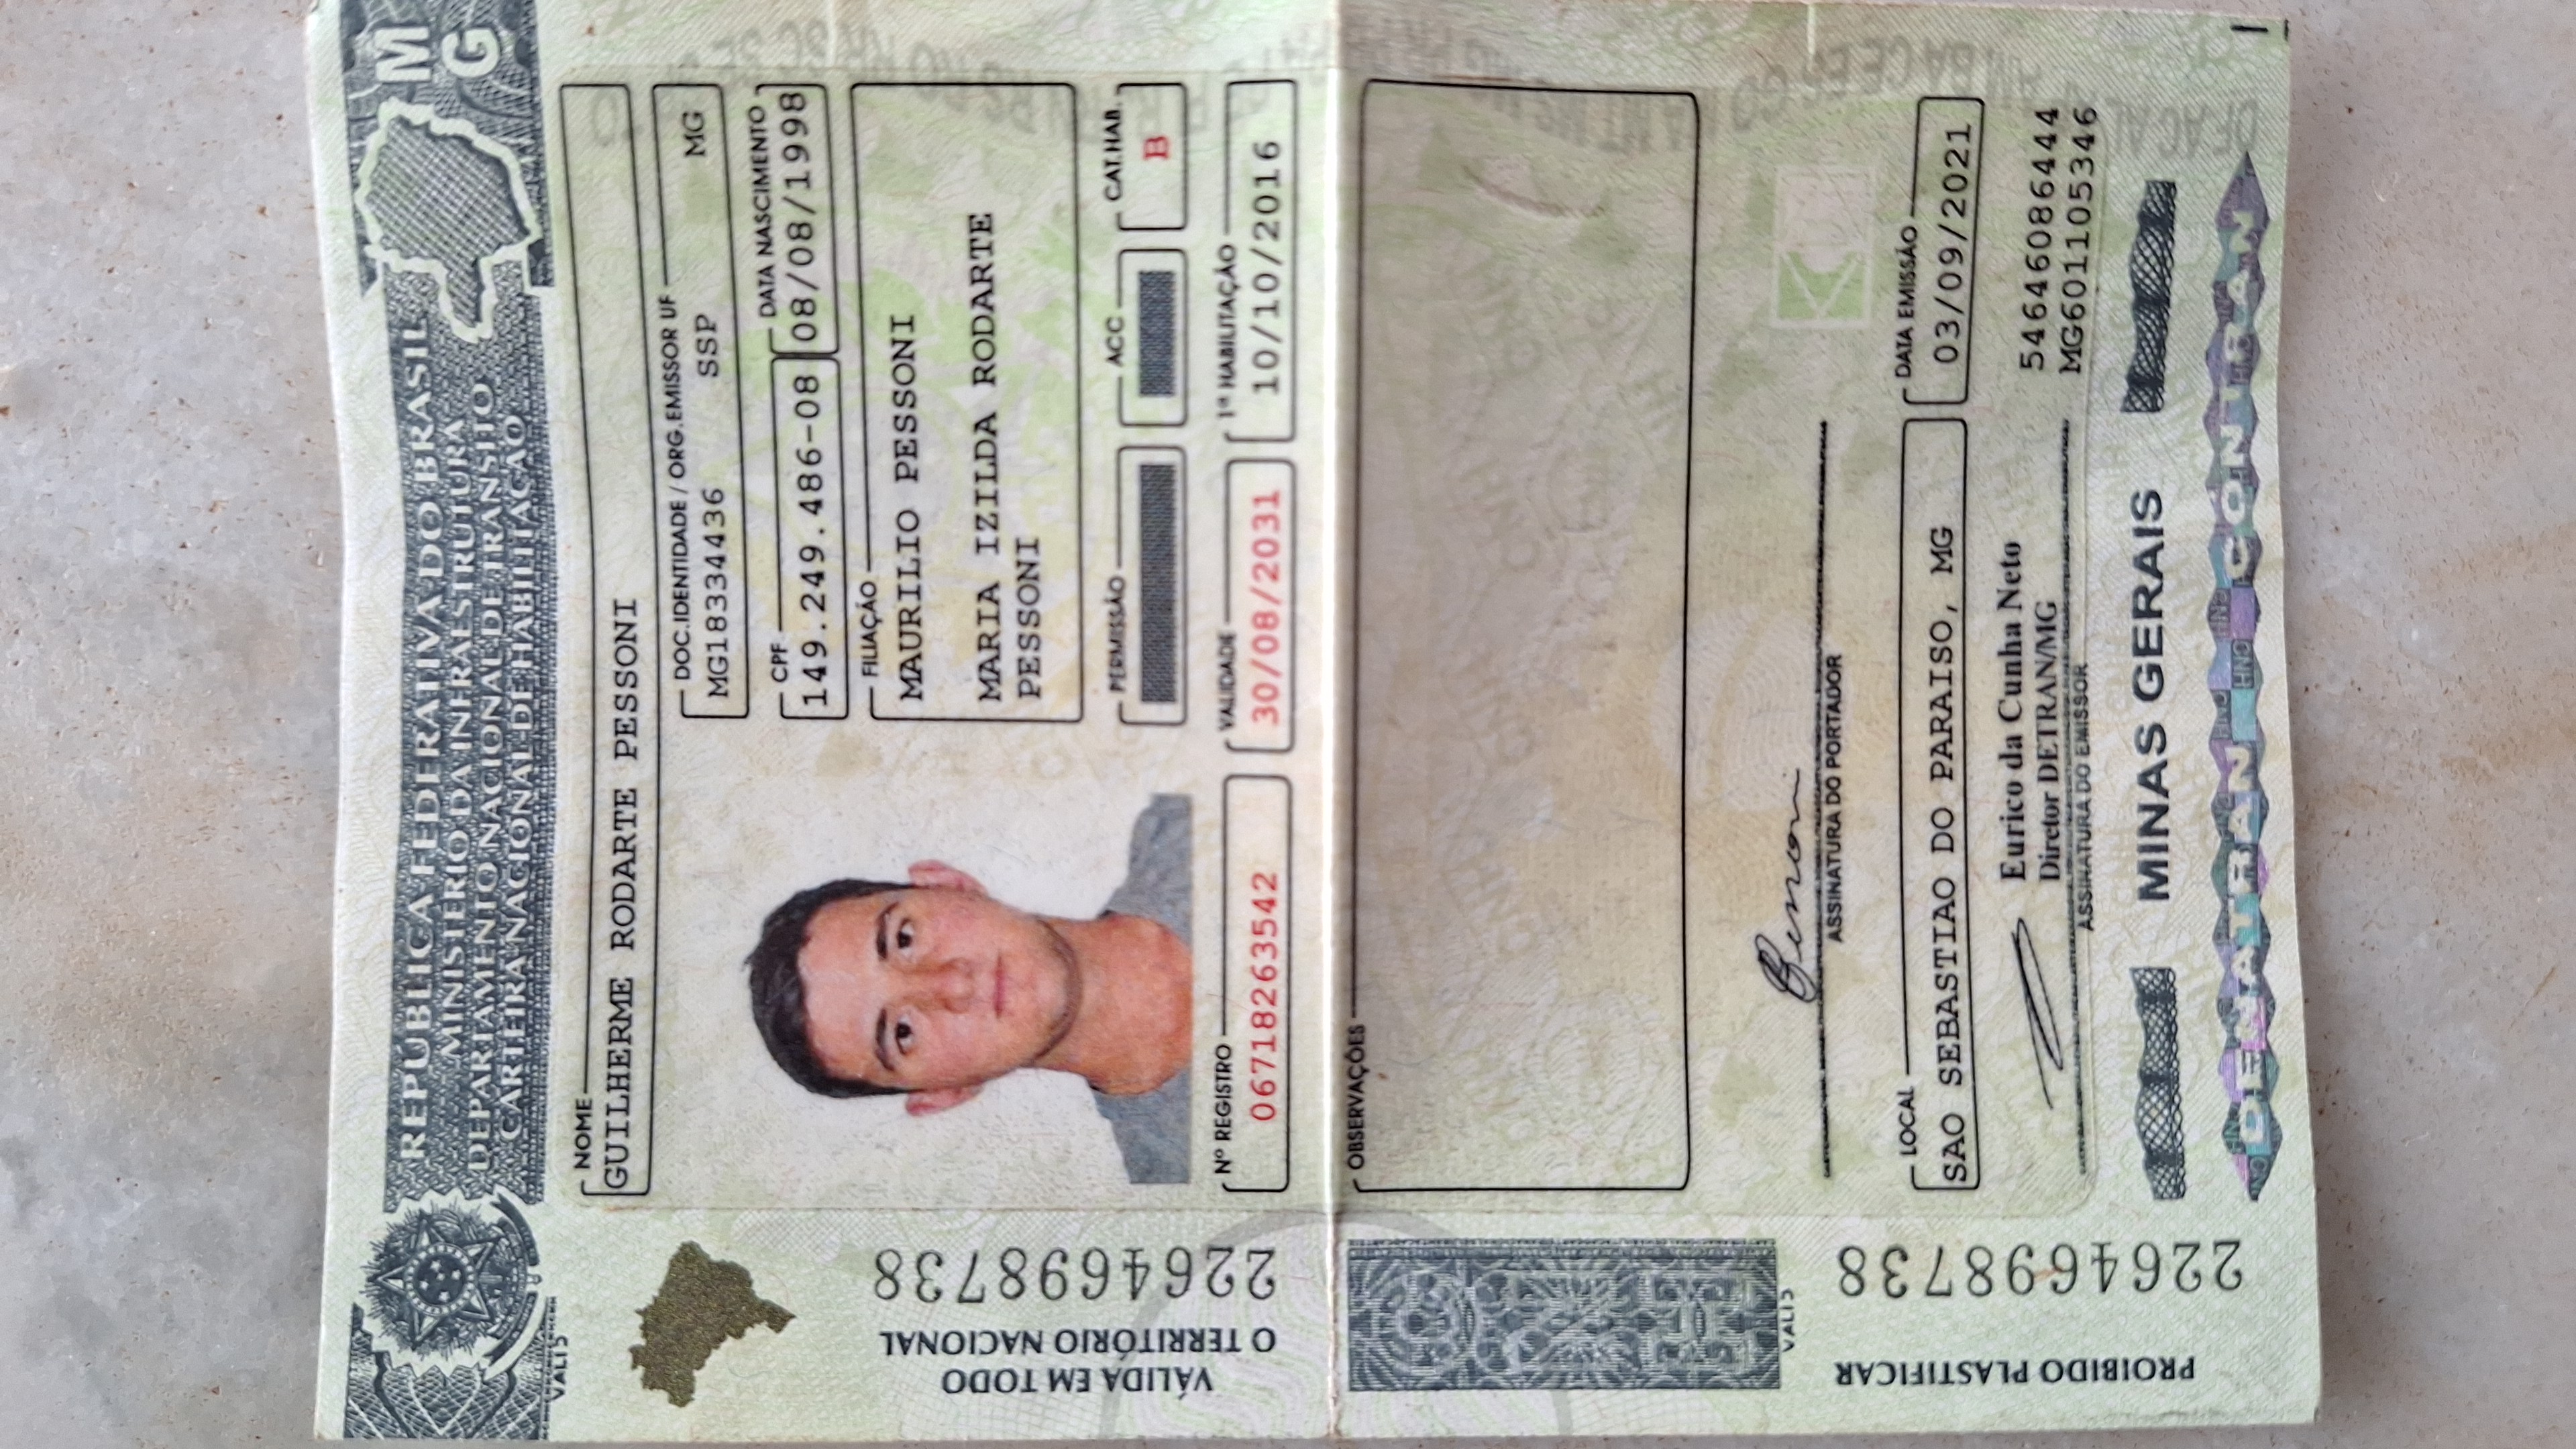 REPÚBLICA FEDERATIVA DO BRASIL
MINISTÉRIO DA INFRAESTRUTURA
DEPARTAMENTO NACIONAL DE TRÂNSITO
CARTEIRA NACIONAL DE HABILITAÇÃO
M
G
NOME
GUILHERME RODARTE PESSONI
DOC.IDENTIDADE / ORG.EMISSOR UF
MG18334436 SSP MG
CPF
149.249.486-08
DATA NASCIMENTO
08/08/1998
FILIAÇÃO
MAURILIO PESSONI
MARIA IZILDA RODARTE
PESSONI
PERMISSÃO
ACC
CAT.HAB.
B
Nº REGISTRO
06718263542
VALIDADE
30/08/2031
1ª HABILITAÇÃO
10/10/2016
VÁLIDA EM TODO
O TERRITÓRIO NACIONAL
2264698738
OBSERVAÇÕES
ASSINATURA DO PORTADOR
LOCAL
SAO SEBASTIAO DO PARAISO, MG
DATA EMISSÃO
03/09/2021
Eurico da Cunha Neto
Diretor DETRAN/MG
ASSINATURA DO EMISSOR
54646086444
MG601105346
PROIBIDO PLASTIFICAR
2264698738
MINAS GERAIS
DENATRAN CONTRAN